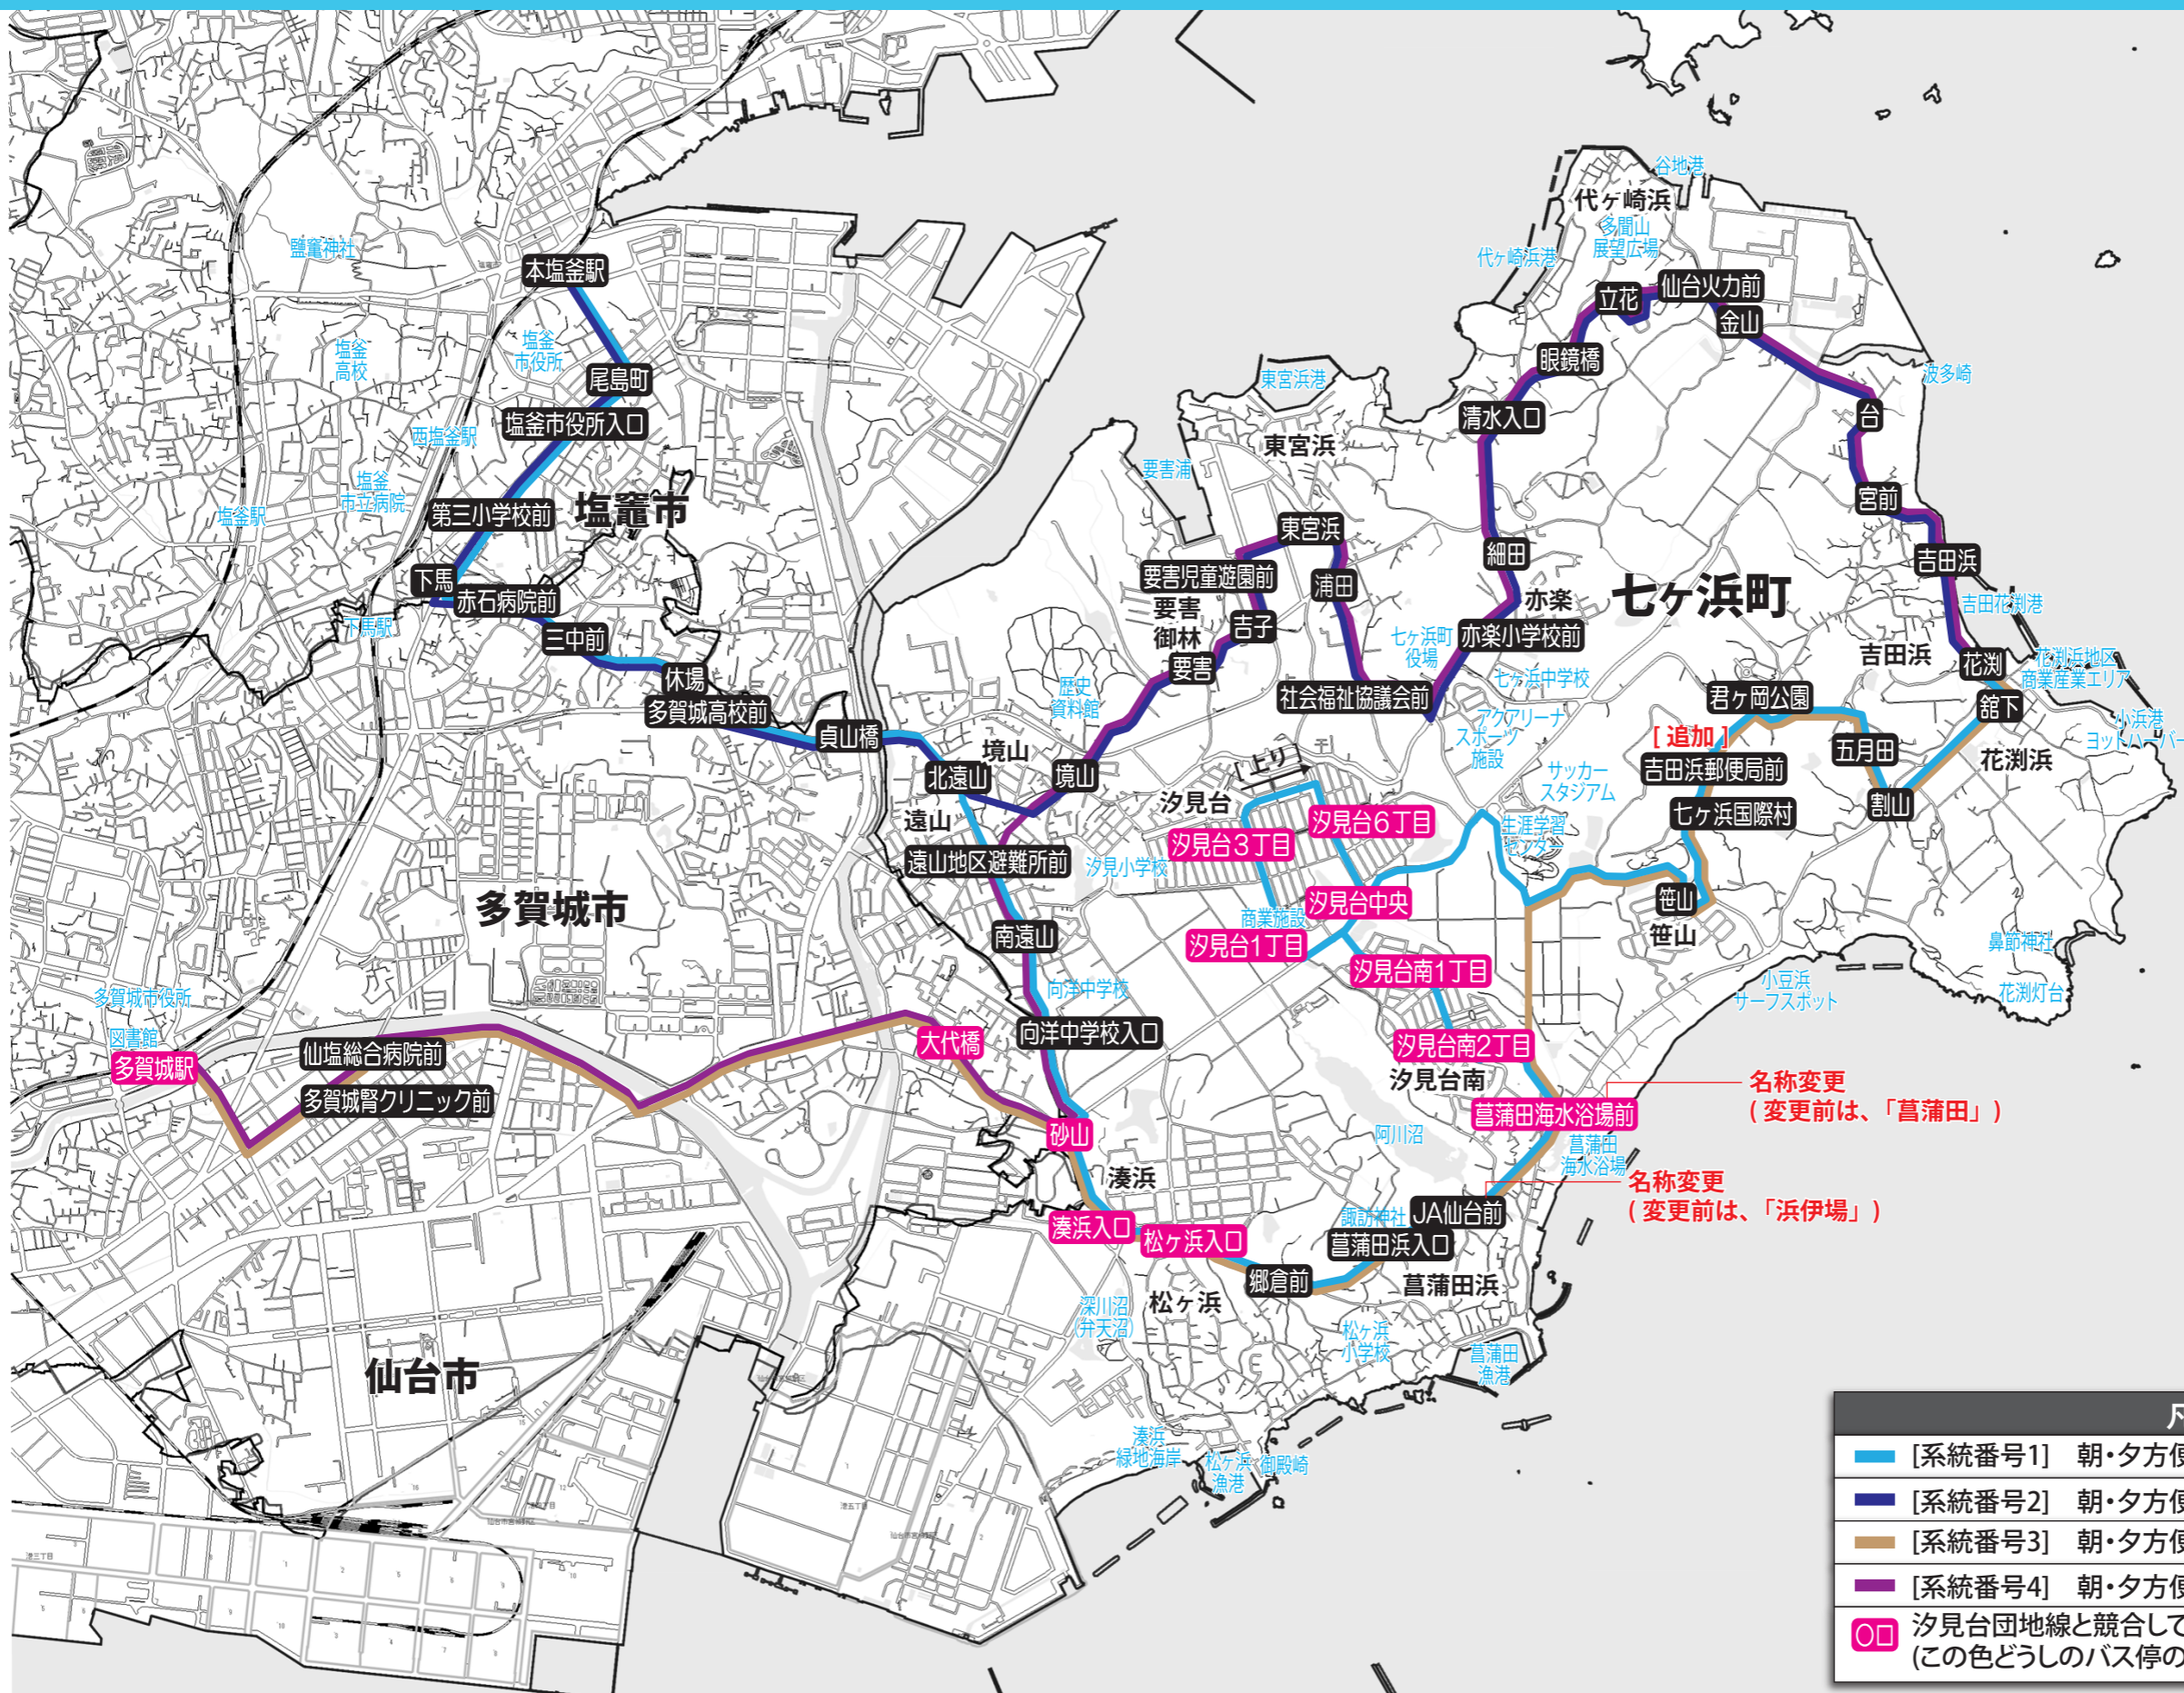 谷地港
代ヶ崎浜
多聞山
展望広場
代ヶ崎浜港
鹽竈神社
本塩釜駅
立花
仙台火力前
金山
塩釜
市役所
塩釜
高校
尾島町
眼鏡橋
波多崎
東宮浜港
塩釜市役所入口
清水入口
台
西塩釜駅
東宮浜
要害浦
塩釜
市立病院
塩釜駅
第三小学校前
塩竈市
宮前
東宮浜
細田
吉田浜
下馬
赤石病院前
要害児童遊園前
浦田
七ヶ浜町
吉田花渕港
下馬駅
三中前
要害
御林
吉子
亦楽
七ヶ浜町
役場
亦楽小学校前
吉田浜
花渕
花渕浜地区
商業産業エリア
休場
要害
歴史
資料館
社会福祉協議会前
七ヶ浜中学校
君ヶ岡公園
舘下
多賀城高校前
アクアリーナ
スポーツ
施設
小浜港
ヨットハーバー
貞山橋
[ 追加 ]
吉田浜郵便局前
五月田
花渕浜
境山
北遠山
境山
[上り]
サッカー
スタジアム
汐見台
七ヶ浜国際村
割山
遠山
汐見台6丁目
生涯学習
センター
汐見台3丁目
遠山地区避難所前
汐見小学校
汐見台中央
笹山
多賀城市
商業施設
南遠山
汐見台1丁目
笹山
鼻節神社
汐見台南1丁目
小豆浜
サーフスポット
花渕灯台
多賀城市役所
向洋中学校
図書館
多賀城駅
仙塩総合病院前
大代橋
向洋中学校入口
汐見台南2丁目
汐見台南
名称変更
( 変更前は、「菖蒲田」 )
多賀城腎クリニック前
菖蒲田海水浴場前
砂山
阿川沼
菖蒲田
海水浴場
湊浜
名称変更
( 変更前は、「浜伊場」 )
湊浜入口
松ヶ浜入口
諏訪神社
JA仙台前
菖蒲田浜入口
郷倉前
菖蒲田浜
松ヶ浜
深川沼
(弁天沼)
松ヶ浜
小学校
菖蒲田
漁港
仙台市
湊浜
緑地海岸
松ヶ浜
漁港
御殿崎
[系統番号1] 朝・夕方便
[系統番号2] 朝・夕方便
[系統番号3] 朝・夕方便
[系統番号4] 朝・夕方便
○□ 汐見台団地線と競合して
(この色どうしのバス停の